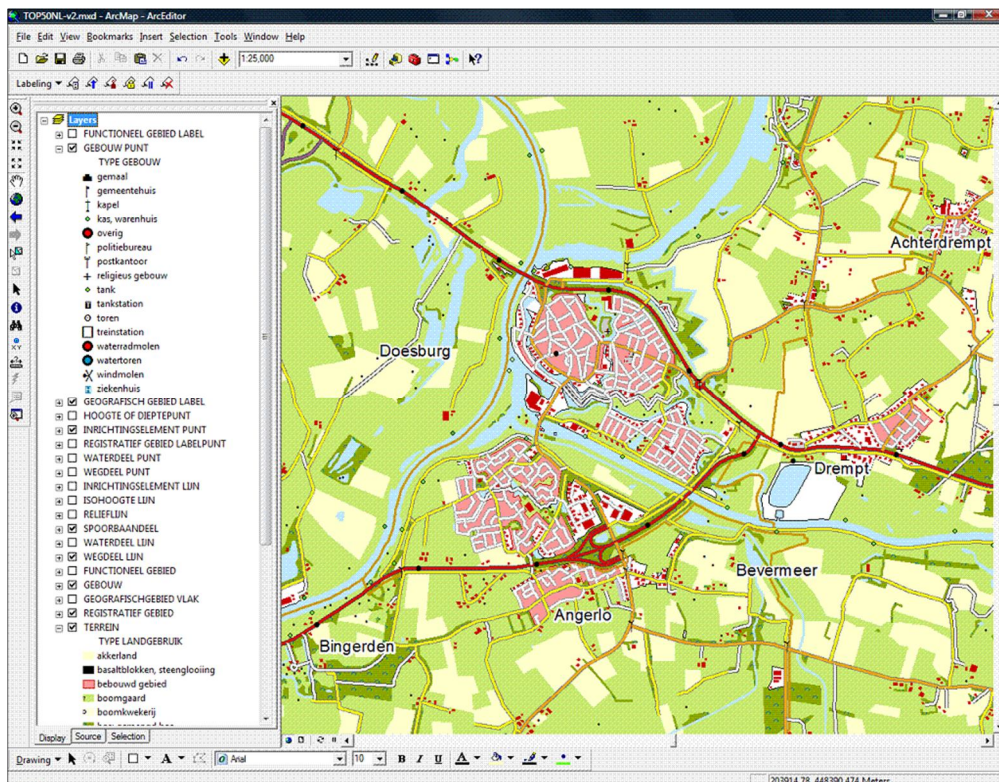 TOP50NL-v2.mxd - ArcMap - ArcEditor
File Edit View Bookmarks Insert Selection Tools Window Help
1:25,000
Labeling
Layers
FUNCTIONEEL GEBIED LABEL
GEBOUW PUNT
TYPE GEBOUW
gemaal
gemeentehuis
kapel
kas, warenhuis
overig
politiebureau
postkantoor
religieus gebouw
tank
tankstation
toren
treinstation
waterradmolen
watertoren
windmolen
ziekenhuis
GEOGRAFISCH GEBIED LABEL
HOOGTE OF DIEPTEPUNT
INRICHTINGSELEMENT PUNT
REGISTRATIEF GEBIED LABELPUNT
WATERDEEL PUNT
WEGDEEL PUNT
INRICHTINGSELEMENT LIJN
ISOHOOGTE LIJN
RELIEFLIJN
SPOORBAANDEEL
WATERDEEL LIJN
WEGDEEL LIJN
FUNCTIONEEL GEBIED
GEBOUW
GEOGRAFISCHGEBIED VLAK
REGISTRATIEF GEBIED
TERREIN
TYPE LANDGEBRUIK
akkerland
basaltblokken, steenglooiing
bebouwd gebied
boomgaard
boomkwekerij
Display Source Selection
Achterdrempt
Doesburg
Drempt
Bevermeer
Angerlo
Bingerden
Drawing A Arial 10 B I U A
203914,78 448390,474 Meters